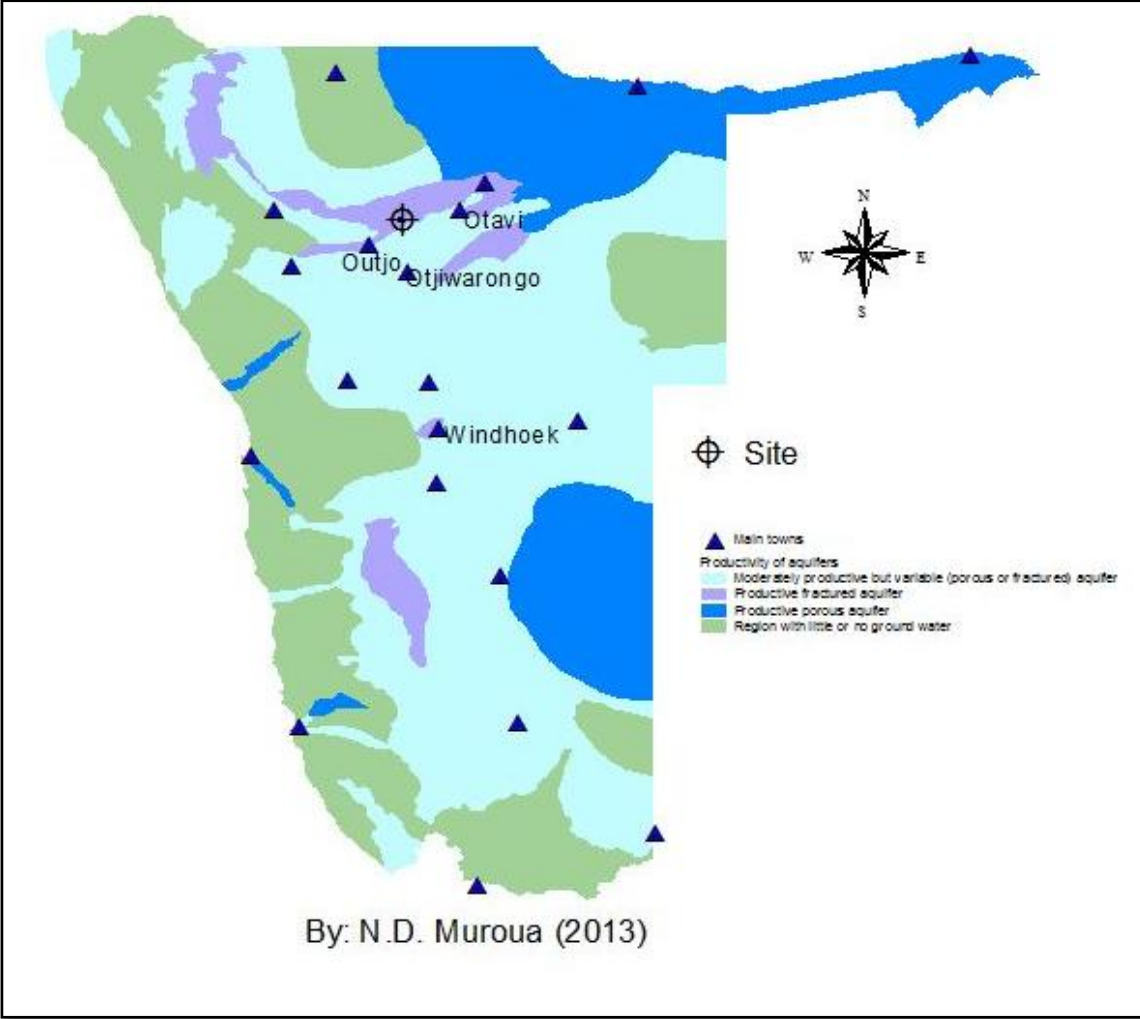 N
W E
S
Otavi
Outjo
Otjiwarongo
Windhoek
Site
Main towns
Productivity of aquifers
Moderately productive but variable (porous or fractured) aquifer
Productive fractured aquifer
Productive porous aquifer
Region with little or no ground water
By: N.D. Muroua (2013)